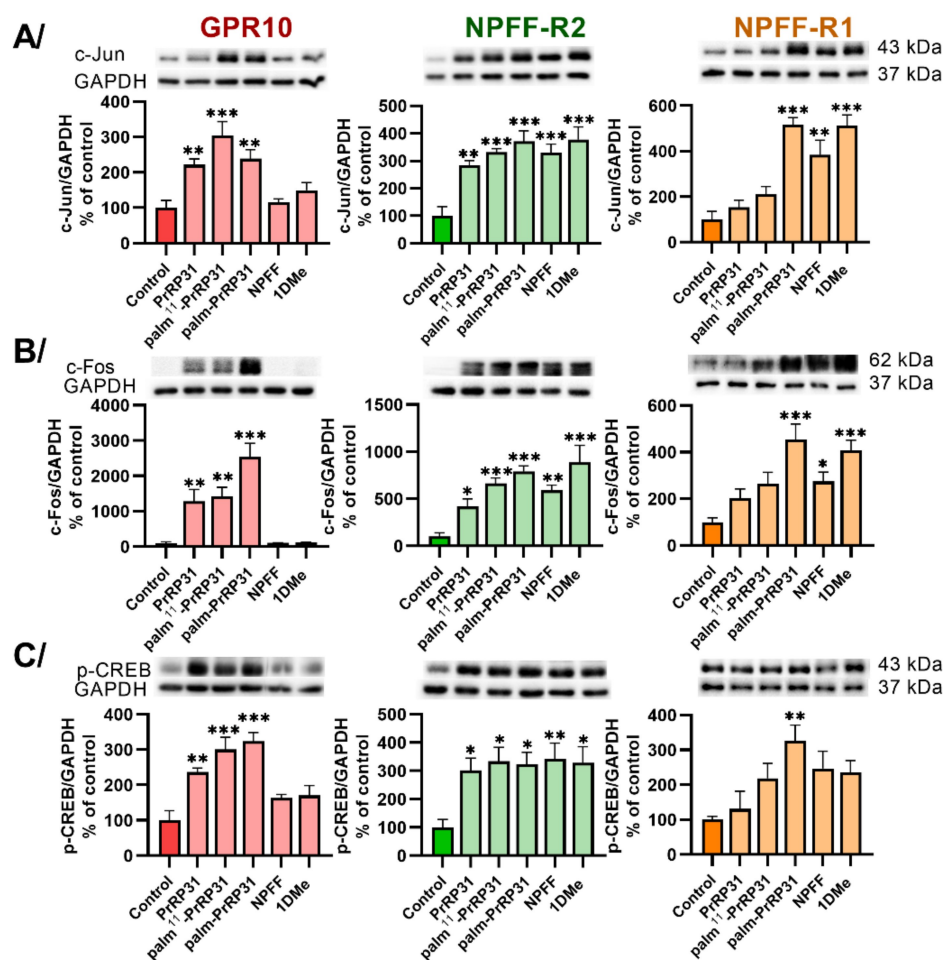 GPR10 NPFF-R2 NPFF-R1
A/
c-Jun 43 kDa
GAPDH 37 kDa
c-Jun/GAPDH
% of control
400
300
200
100
0
** *** **
Control PrRP31 palm¹¹-PrRP31 palm-PrRP31 NPFF 1DMe
c-Jun/GAPDH
% of control
500
400
300
200
100
0
** *** *** *** ***
Control PrRP31 palm¹¹-PrRP31 palm-PrRP31 NPFF 1DMe
c-Jun/GAPDH
% of control
600
400
200
0
*** ** ***
Control PrRP31 palm¹¹-PrRP31 palm-PrRP31 NPFF 1DMe
B/
c-Fos 62 kDa
GAPDH 37 kDa
c-Fos/GAPDH
% of control
4000
3000
2000
1000
0
** ** ***
Control PrRP31 palm¹¹-PrRP31 palm-PrRP31 NPFF 1DMe
c-Fos/GAPDH
% of control
1500
1000
500
0
* *** *** ** ***
Control PrRP31 palm¹¹-PrRP31 palm-PrRP31 NPFF 1DMe
c-Fos/GAPDH
% of control
600
400
200
0
*** * ***
Control PrRP31 palm¹¹-PrRP31 palm-PrRP31 NPFF 1DMe
C/
p-CREB 43 kDa
GAPDH 37 kDa
p-CREB/GAPDH
% of control
400
300
200
100
0
** *** ***
Control PrRP31 palm¹¹-PrRP31 palm-PrRP31 NPFF 1DMe
p-CREB/GAPDH
% of control
500
400
300
200
100
0
* * * ** *
Control PrRP31 palm¹¹-PrRP31 palm-PrRP31 NPFF 1DMe
p-CREB/GAPDH
% of control
400
300
200
100
0
**
Control PrRP31 palm¹¹-PrRP31 palm-PrRP31 NPFF 1DMe